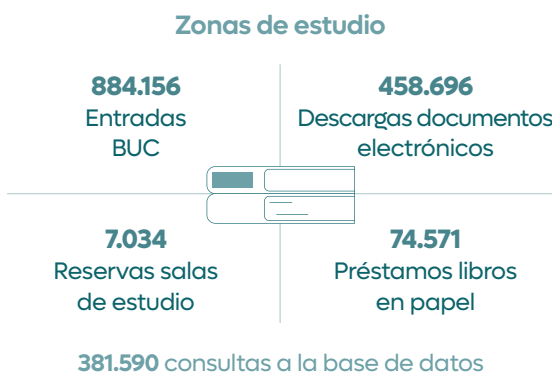 Zonas de estudio
884.156
Entradas
BUC
458.696
Descargas documentos
electrónicos
7.034
Reservas salas
de estudio
74.571
Préstamos libros
en papel
381.590 consultas a la base de datos